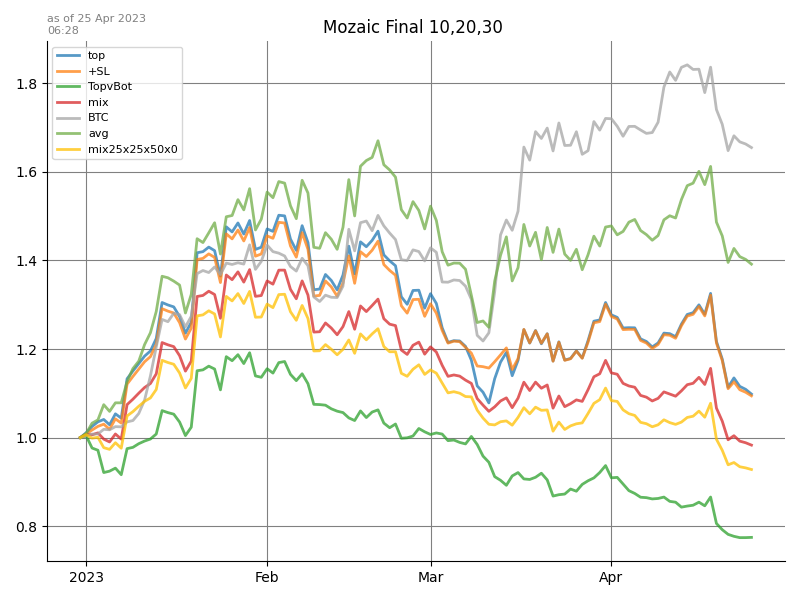 as of 25 Apr 2023
06:28
Mozaic Final 10,20,30
top
+SL
TopvBot
mix
BTC
avg
mix25x25x50x0
1.8
1.6
1.4
1.2
1.0
0.8
2023
Feb
Mar
Apr